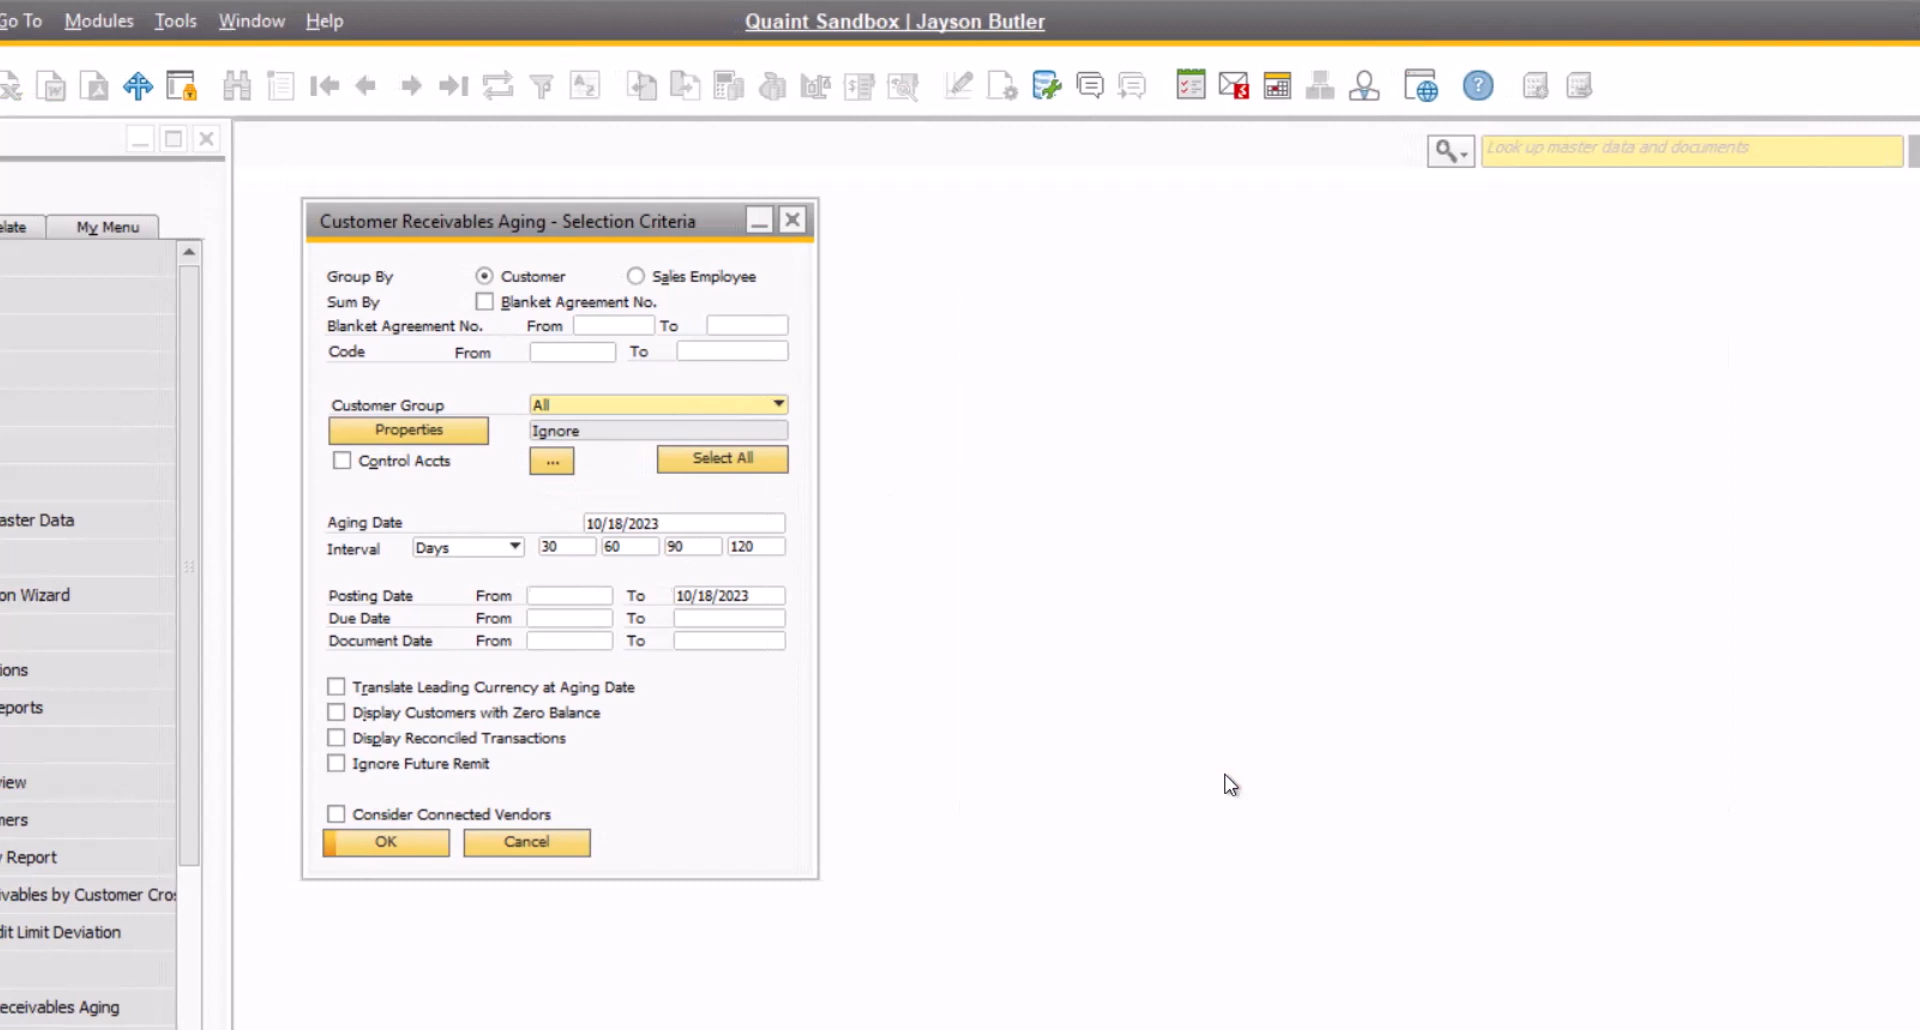 Go To Modules Tools Window Help Quaint Sandbox | Jayson Butler
Look up master data and documents
elate My Menu
aster Data
on Wizard
ions
eports
iew
mers
y Report
ivables by Customer Cros
dit Limit Deviation
eceivables Aging
Customer Receivables Aging - Selection Criteria
Group By Customer Sales Employee
Sum By Blanket Agreement No.
Blanket Agreement No. From To
Code From To
Customer Group All
Properties Ignore
Control Accts ... Select All
Aging Date 10/18/2023
Interval Days 30 60 90 120
Posting Date From To 10/18/2023
Due Date From To
Document Date From To
Translate Leading Currency at Aging Date
Display Customers with Zero Balance
Display Reconciled Transactions
Ignore Future Remit
Consider Connected Vendors
OK Cancel